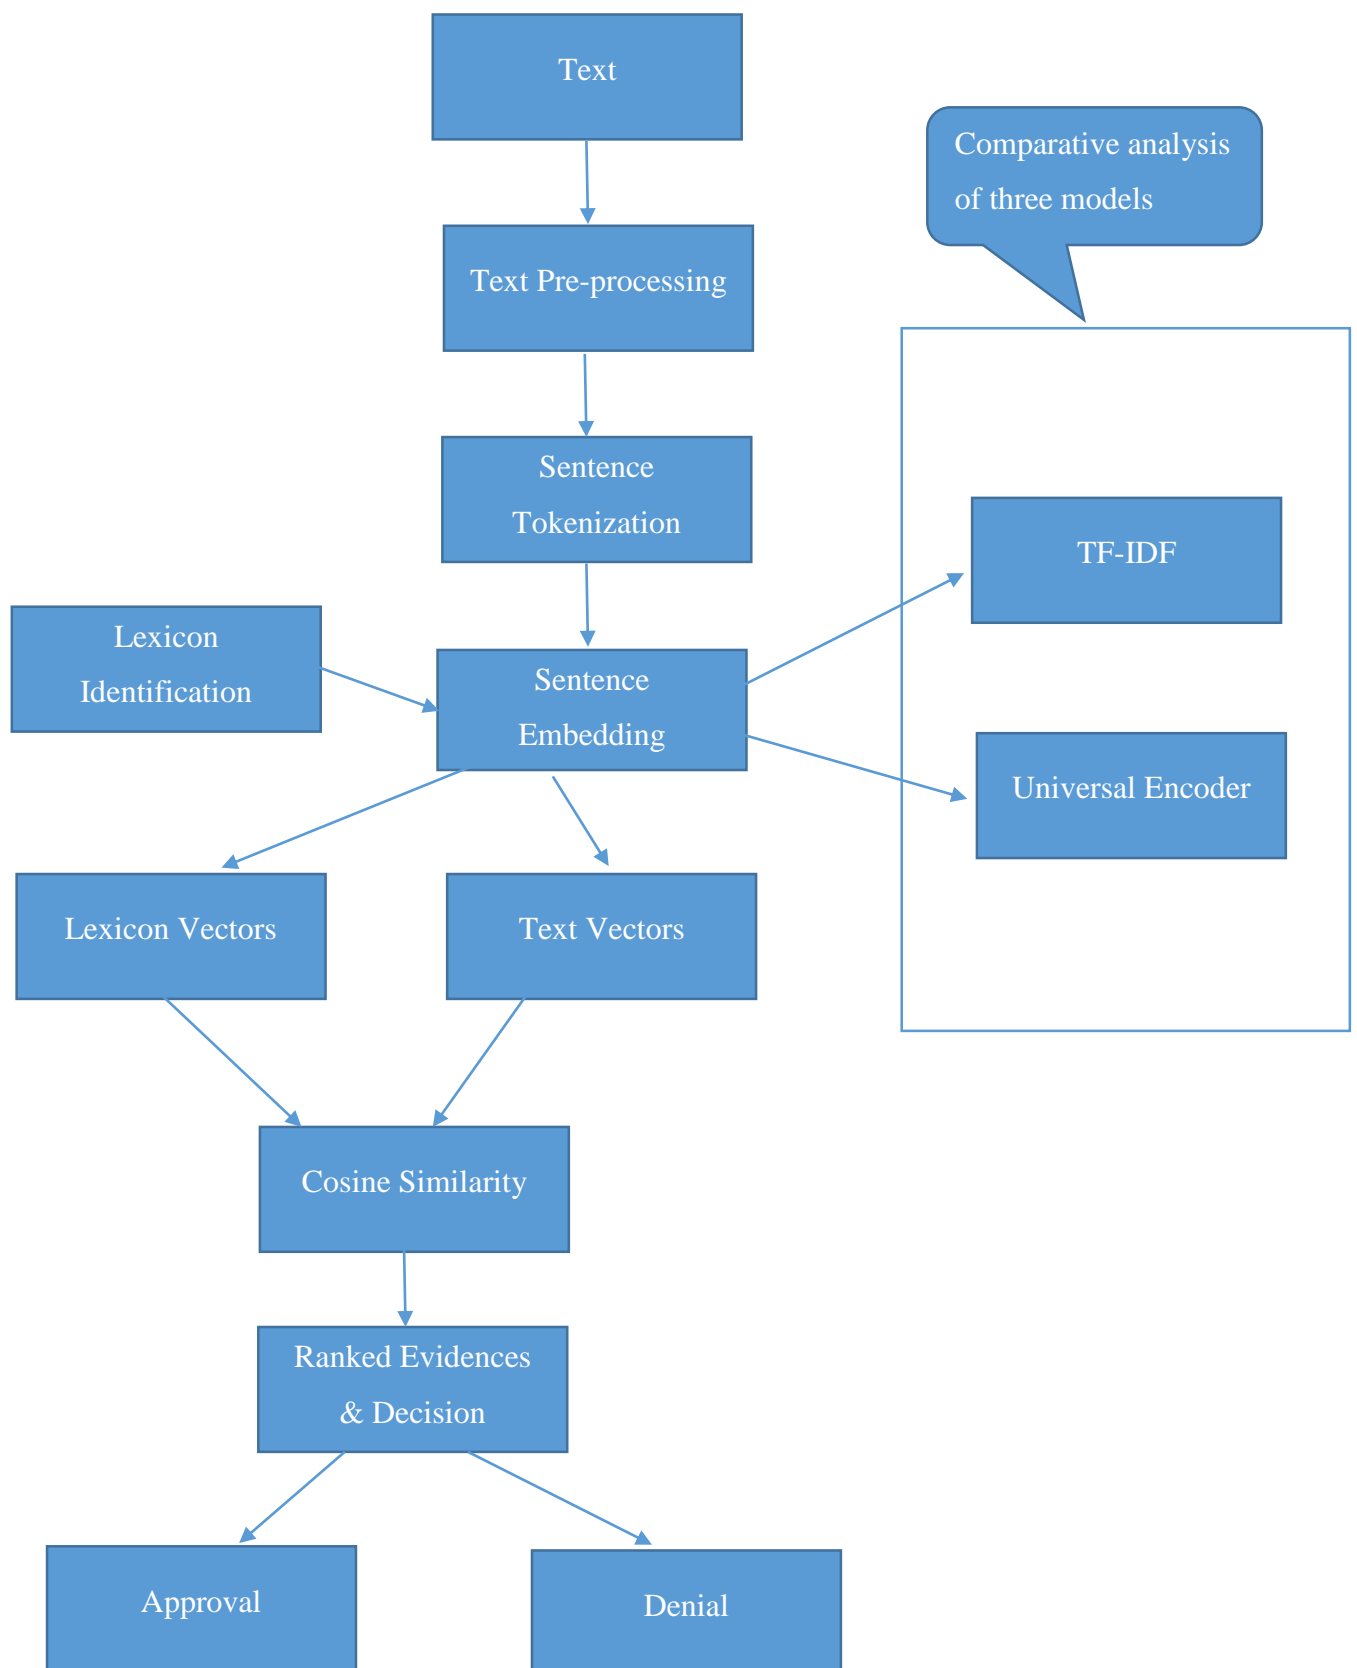 Text
Comparative analysis
of three models
Text Pre-processing
Sentence
Tokenization
TF-IDF
Lexicon
Identification
Sentence
Embedding
Universal Encoder
Lexicon Vectors
Text Vectors
Cosine Similarity
Ranked Evidences
& Decision
Approval
Denial